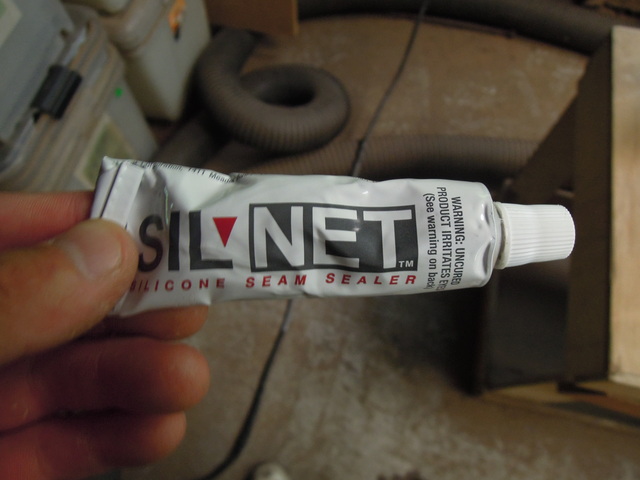 SIL NET™
SILICONE SEAM SEALER
WARNING: UNCURED
PRODUCT IRRITATES
(See warning on back